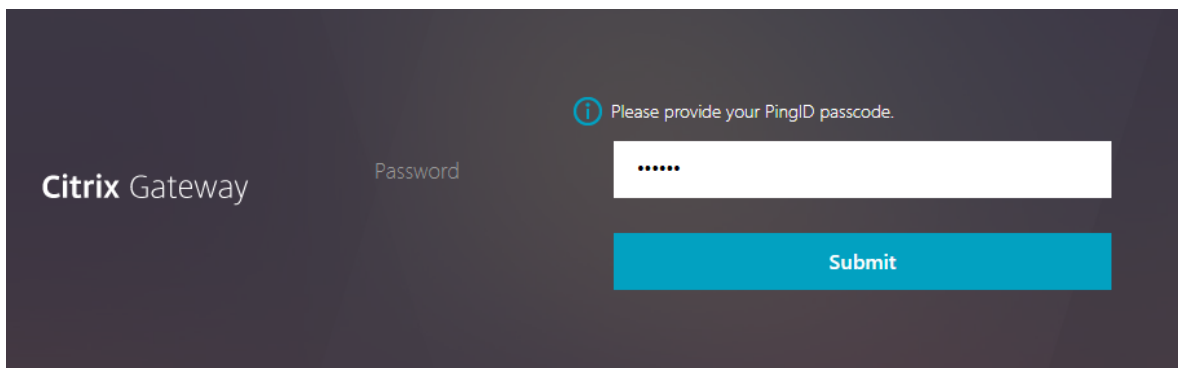 Please provide your PingID passcode.
Citrix Gateway
Password
••••••
Submit